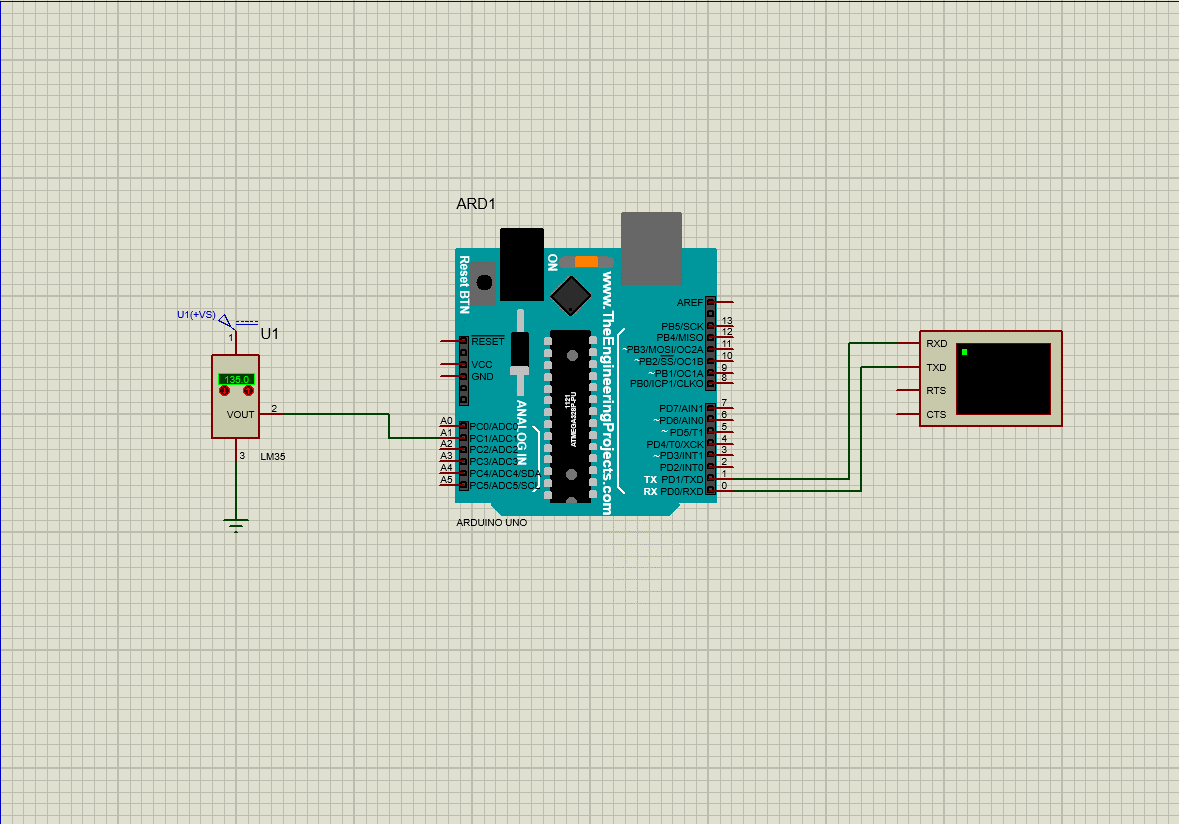 ARD1
ON
Reset BTN
www.TheEngineeringProjects.com
U1(+VS)
U1
1
135.0
VOUT
2
3
LM35
RESET
VCC
GND
ANALOG IN
1121
ATMEGA328P-PU
A0 PC0/ADC0
A1 PC1/ADC1
A2 PC2/ADC2
A3 PC3/ADC3
A4 PC4/ADC4/SDA
A5 PC5/ADC5/SCL
AREF
PB5/SCK 13
PB4/MISO 12
~PB3/MOSI/OC2A 11
~PB2/SS/OC1B 10
~PB1/OC1A 9
PB0/ICP1/CLKO 8
PD7/AIN1 7
~PD6/AIN0 6
~PD5/T1 5
PD4/T0/XCK 4
~PD3/INT1 3
PD2/INT0 2
TX PD1/TXD 1
RX PD0/RXD 0
ARDUINO UNO
RXD
TXD
RTS
CTS